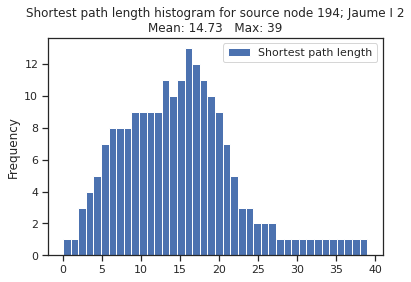 Shortest path length histogram for source node 194; Jaume I 2
Mean: 14.73   Max: 39
Shortest path length
Frequency
12
10
8
6
4
2
0
0 5 10 15 20 25 30 35 40